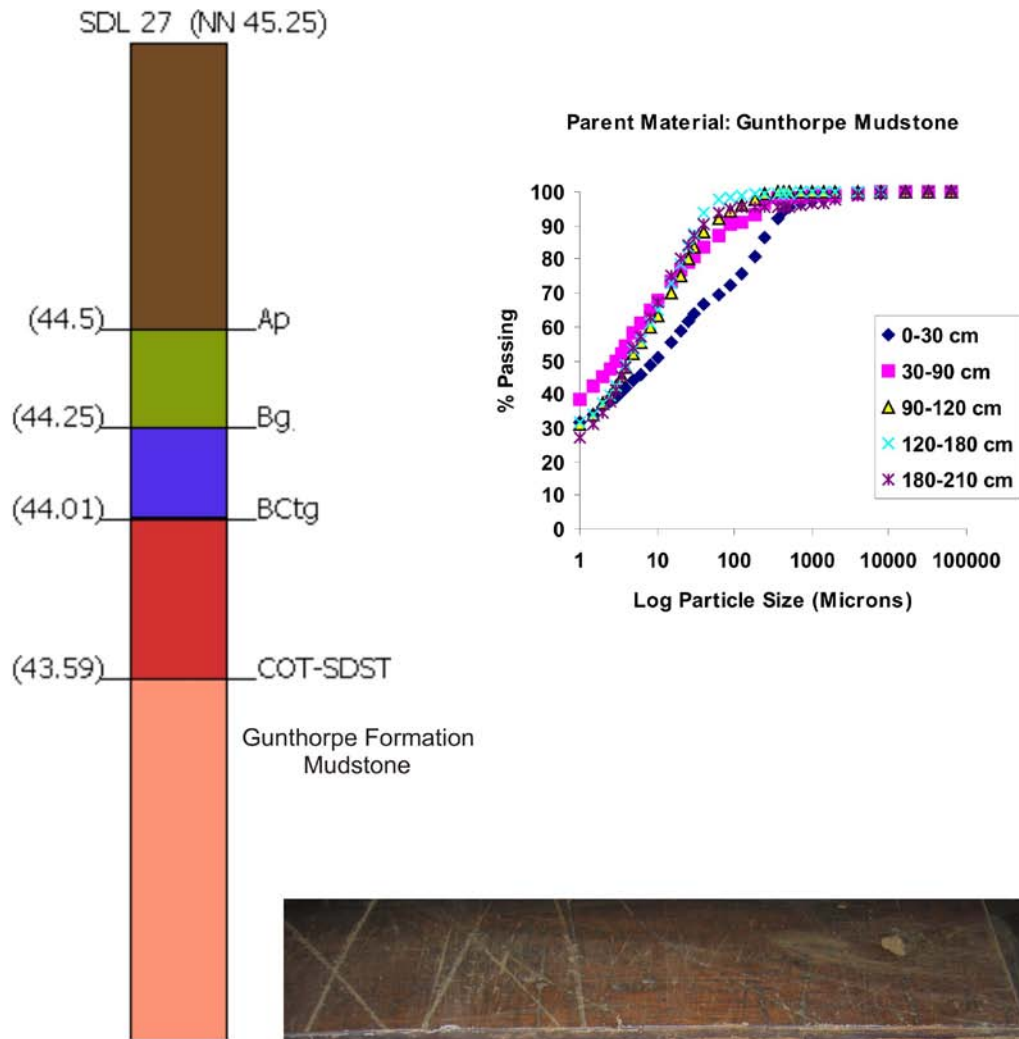 SDL 27 (NN 45.25)
(44.5) Ap
(44.25) Bg
(44.01) BCtg
(43.59) COT-SDST
Gunthorpe Formation
Mudstone
Parent Material: Gunthorpe Mudstone
% Passing
100
90
80
70
60
50
40
30
20
10
0
1 10 100 1000 10000 100000
Log Particle Size (Microns)
0-30 cm
30-90 cm
90-120 cm
120-180 cm
180-210 cm